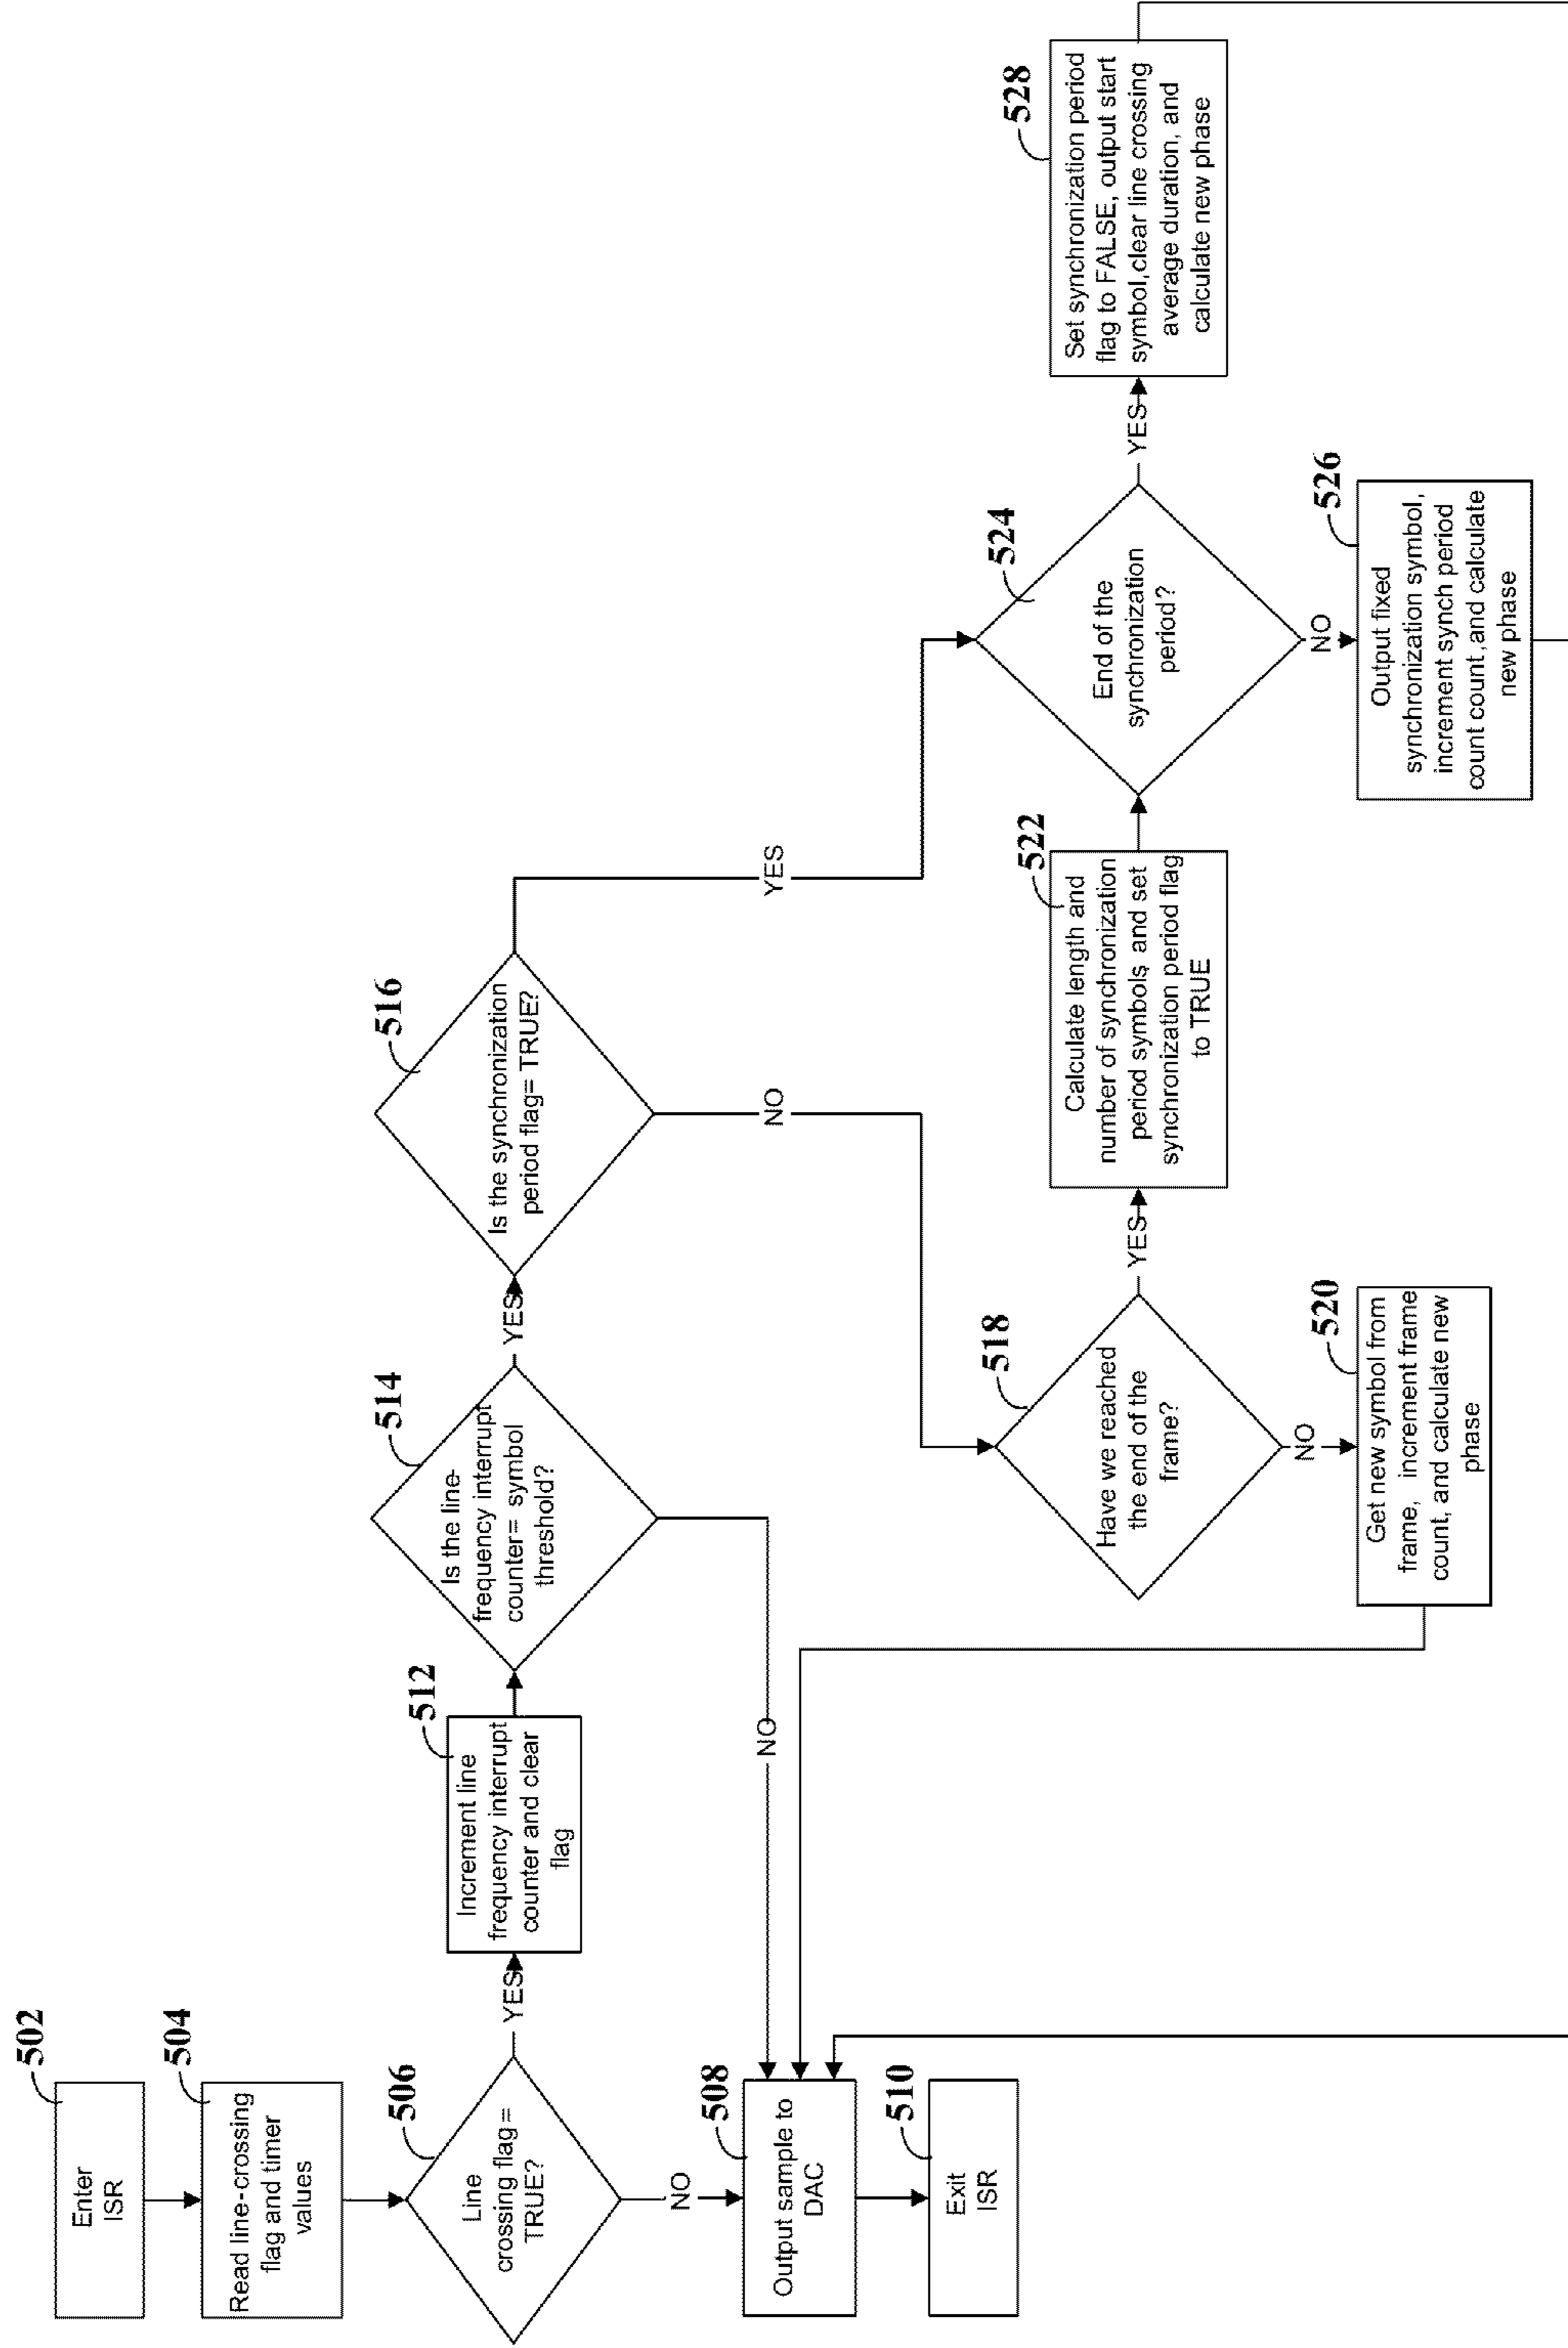 502
Enter
ISR
504
Read line-crossing
flag and timer
values
506
Line
crossing flag=
TRUE?
YES
NO
508
Output sample to
DAC
510
Exit
ISR
512
Increment line
frequency interrupt
counter and clear
flag
514
Is the line-
frequency interrupt
counter= symbol
threshold?
YES
NO
516
Is the synchronization
period flag= TRUE?
YES
NO
518
Have we reached
the end of the
frame?
YES
NO
520
Get new symbol from
frame, increment frame
count, and calculate new
phase
522
Calculate length and
number of synchronization
period symbols, and set
synchronization period flag
to TRUE
524
End of the
synchronization
period?
YES
NO
526
Output fixed
synchronization symbol,
increment synch period
count count,and calculate
new phase
528
Set synchronization period
flag to FALSE, output start
symbol,clear line crossing
average duration, and
calculate new phase